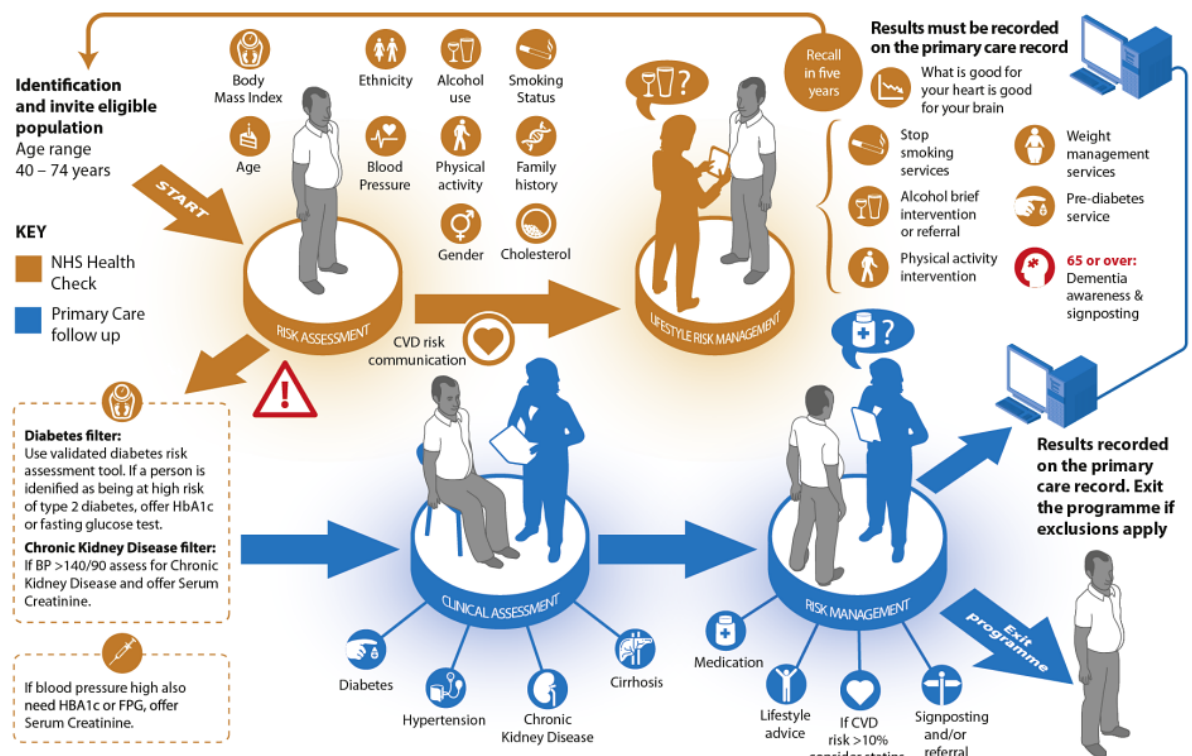 Identification
and invite eligible
population
Age range
40 – 74 years
START
KEY
NHS Health
Check
Primary Care
follow up
Body
Mass Index
Ethnicity
Alcohol
use
Smoking
Status
Age
Blood
Pressure
Physical
activity
Family
history
Gender
Cholesterol
RISK ASSESSMENT
CVD risk
communication
?
LIFESTYLE RISK MANAGEMENT
Recall
in five
years
Results must be recorded
on the primary care record
What is good for
your heart is good
for your brain
Stop
smoking
services
Weight
management
services
Alcohol brief
intervention
or referral
Pre-diabetes
service
Physical activity
intervention
65 or over:
Dementia
awareness &
signposting
!
Diabetes filter:
Use validated diabetes risk
assessment tool. If a person is
idenified as being at high risk
of type 2 diabetes, offer HbA1c
or fasting glucose test.
Chronic Kidney Disease filter:
If BP >140/90 assess for Chronic
Kidney Disease and offer Serum
Creatinine.
If blood pressure high also
need HBA1c or FPG, offer
Serum Creatinine.
CLINICAL ASSESSMENT
Diabetes
Hypertension
Chronic
Kidney Disease
Cirrhosis
?
RISK MANAGEMENT
Medication
Lifestyle
advice
If CVD
risk >10%
consider statins
Signposting
and/or
referral
Results recorded
on the primary
care record. Exit
the programme if
exclusions apply
Exit
programme